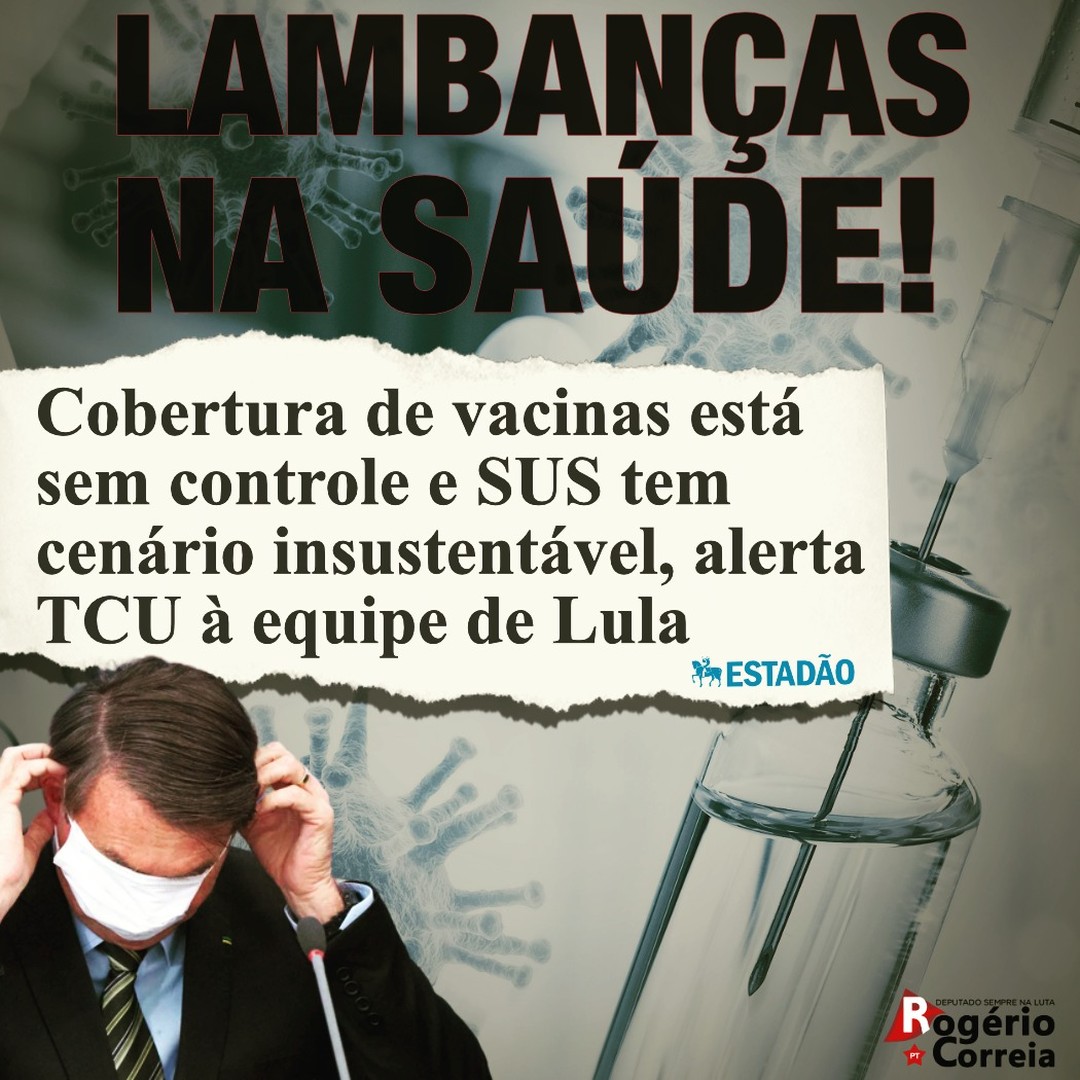 LAMBANÇAS
NA SAÚDE!
Cobertura de vacinas está
sem controle e SUS tem
cenário insustentável, alerta
TCU à equipe de Lula
ESTADÃO
DEPUTADO SEMPRE NA LUTA
Rogério
PT Correia